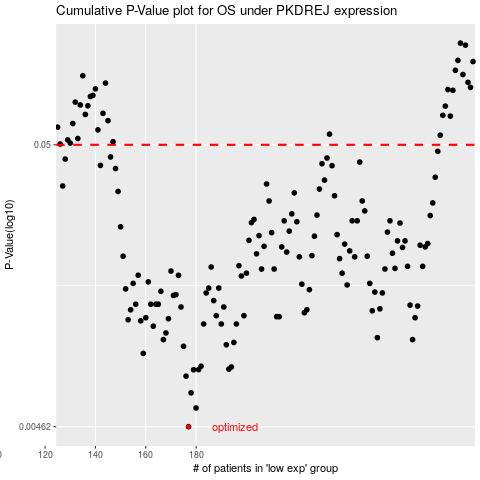 Cumulative P-Value plot for OS under PKDREJ expression
P-Value(log10)
0.05
0.00462
optimized
0 120 140 160 180
# of patients in 'low exp' group